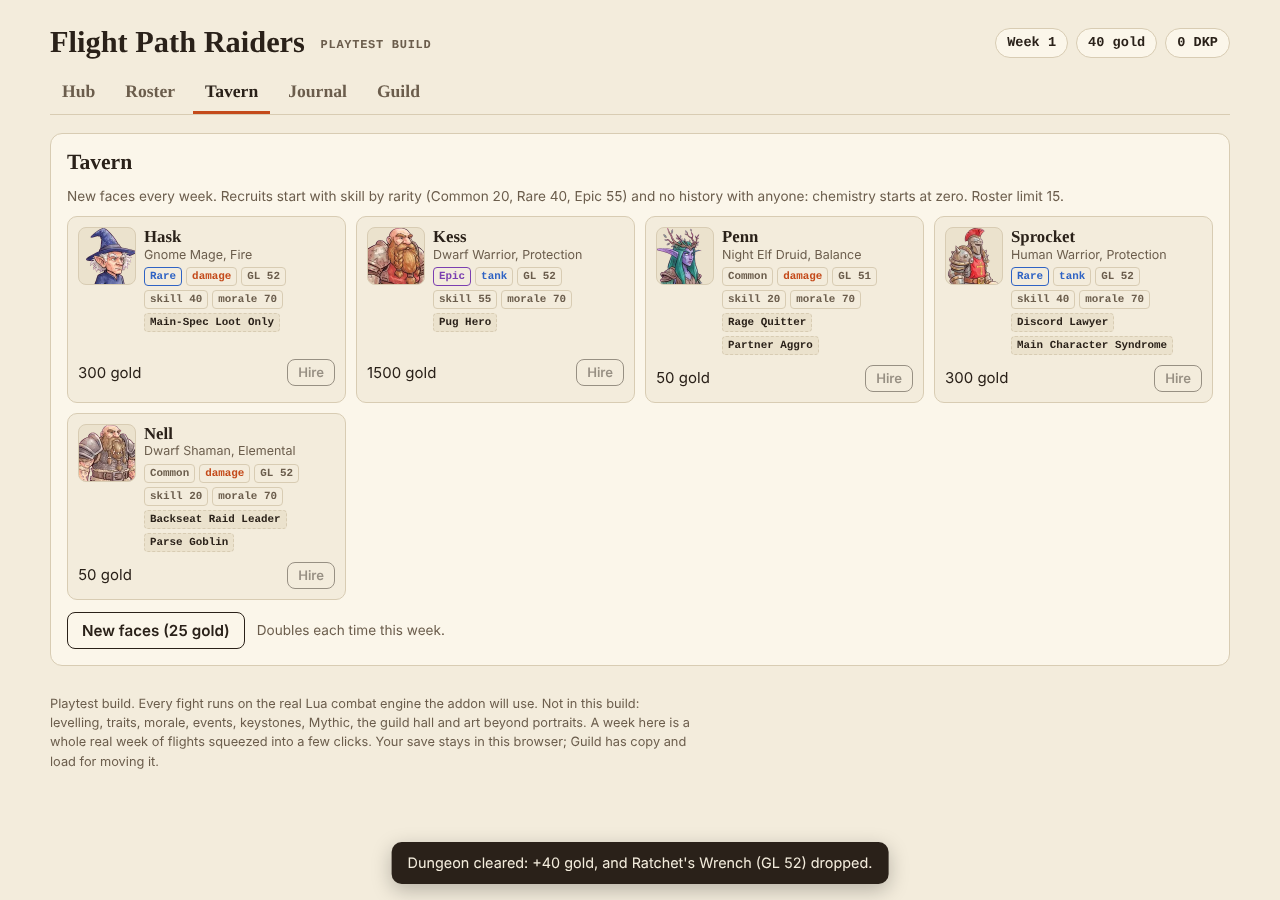 Flight Path Raiders PLAYTEST BUILD
Week 1 40 gold 0 DKP
Hub Roster Tavern Journal Guild
Tavern
New faces every week. Recruits start with skill by rarity (Common 20, Rare 40, Epic 55) and no history with anyone: chemistry starts at zero. Roster limit 15.
Hask
Gnome Mage, Fire
Rare damage GL 52
skill 40 morale 70
Main-Spec Loot Only
300 gold Hire
Kess
Dwarf Warrior, Protection
Epic tank GL 52
skill 55 morale 70
Pug Hero
1500 gold Hire
Penn
Night Elf Druid, Balance
Common damage GL 51
skill 20 morale 70
Rage Quitter
Partner Aggro
50 gold Hire
Sprocket
Human Warrior, Protection
Rare tank GL 52
skill 40 morale 70
Discord Lawyer
Main Character Syndrome
300 gold Hire
Nell
Dwarf Shaman, Elemental
Common damage GL 52
skill 20 morale 70
Backseat Raid Leader
Parse Goblin
50 gold Hire
New faces (25 gold) Doubles each time this week.
Playtest build. Every fight runs on the real Lua combat engine the addon will use. Not in this build:
levelling, traits, morale, events, keystones, Mythic, the guild hall and art beyond portraits. A week here is a
whole real week of flights squeezed into a few clicks. Your save stays in this browser; Guild has copy and
load for moving it.
Dungeon cleared: +40 gold, and Ratchet's Wrench (GL 52) dropped.